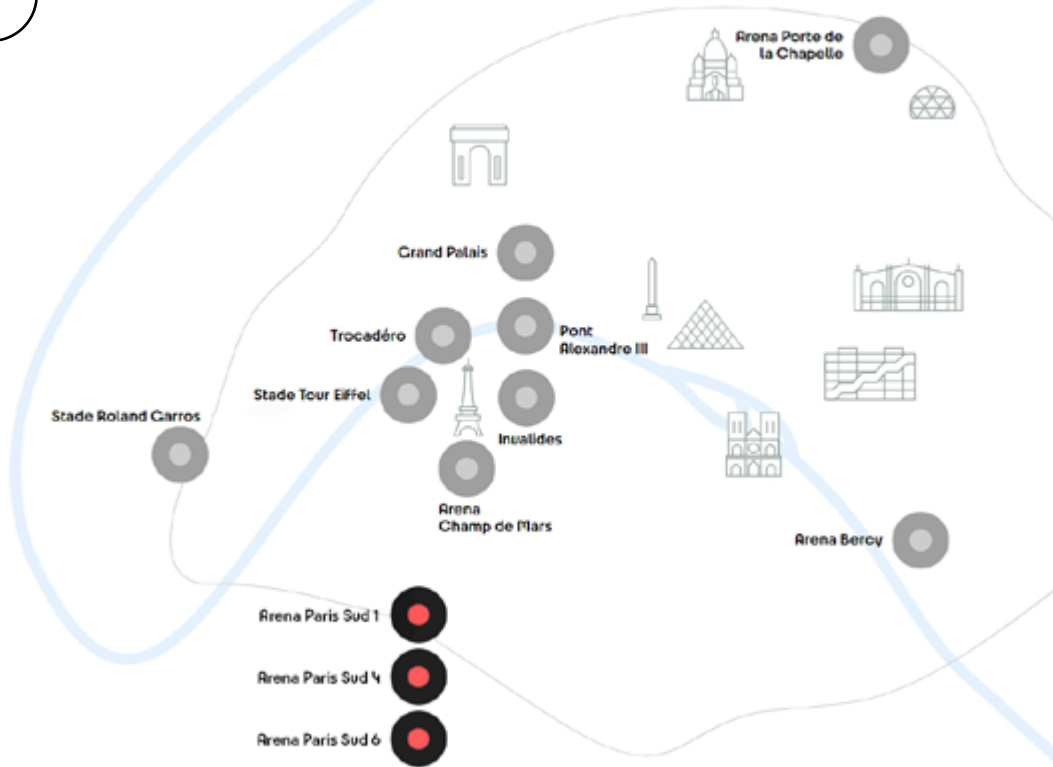 Arena Porte de
la Chapelle
Grand Palais
Trocadéro
Pont
Alexandre III
Stade Tour Eiffel
Stade Roland Garros
Invalides
Arena
Champ de Mars
Arena Bercy
Arena Paris Sud 1
Arena Paris Sud 4
Arena Paris Sud 6